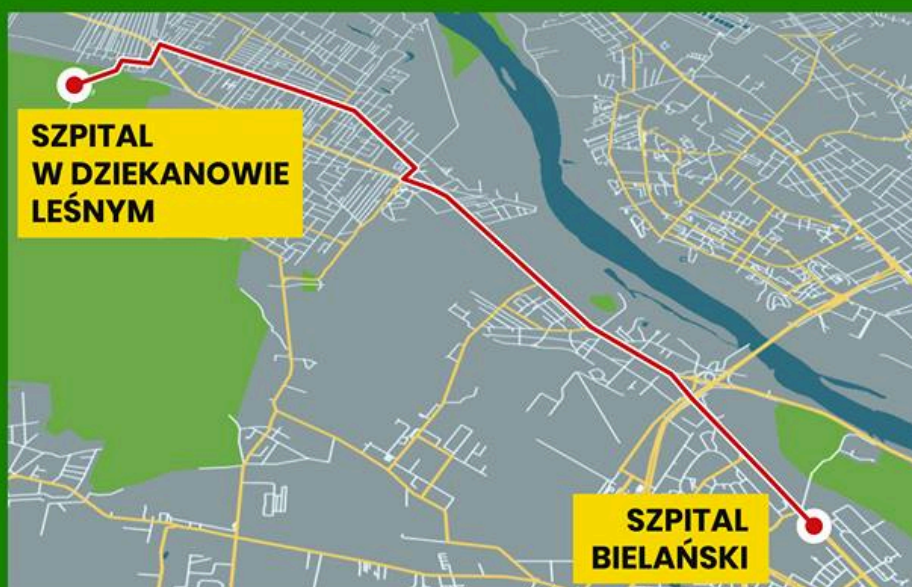 SZPITAL
W DZIEKANOWIE
LEŚNYM
SZPITAL
BIELAŃSKI